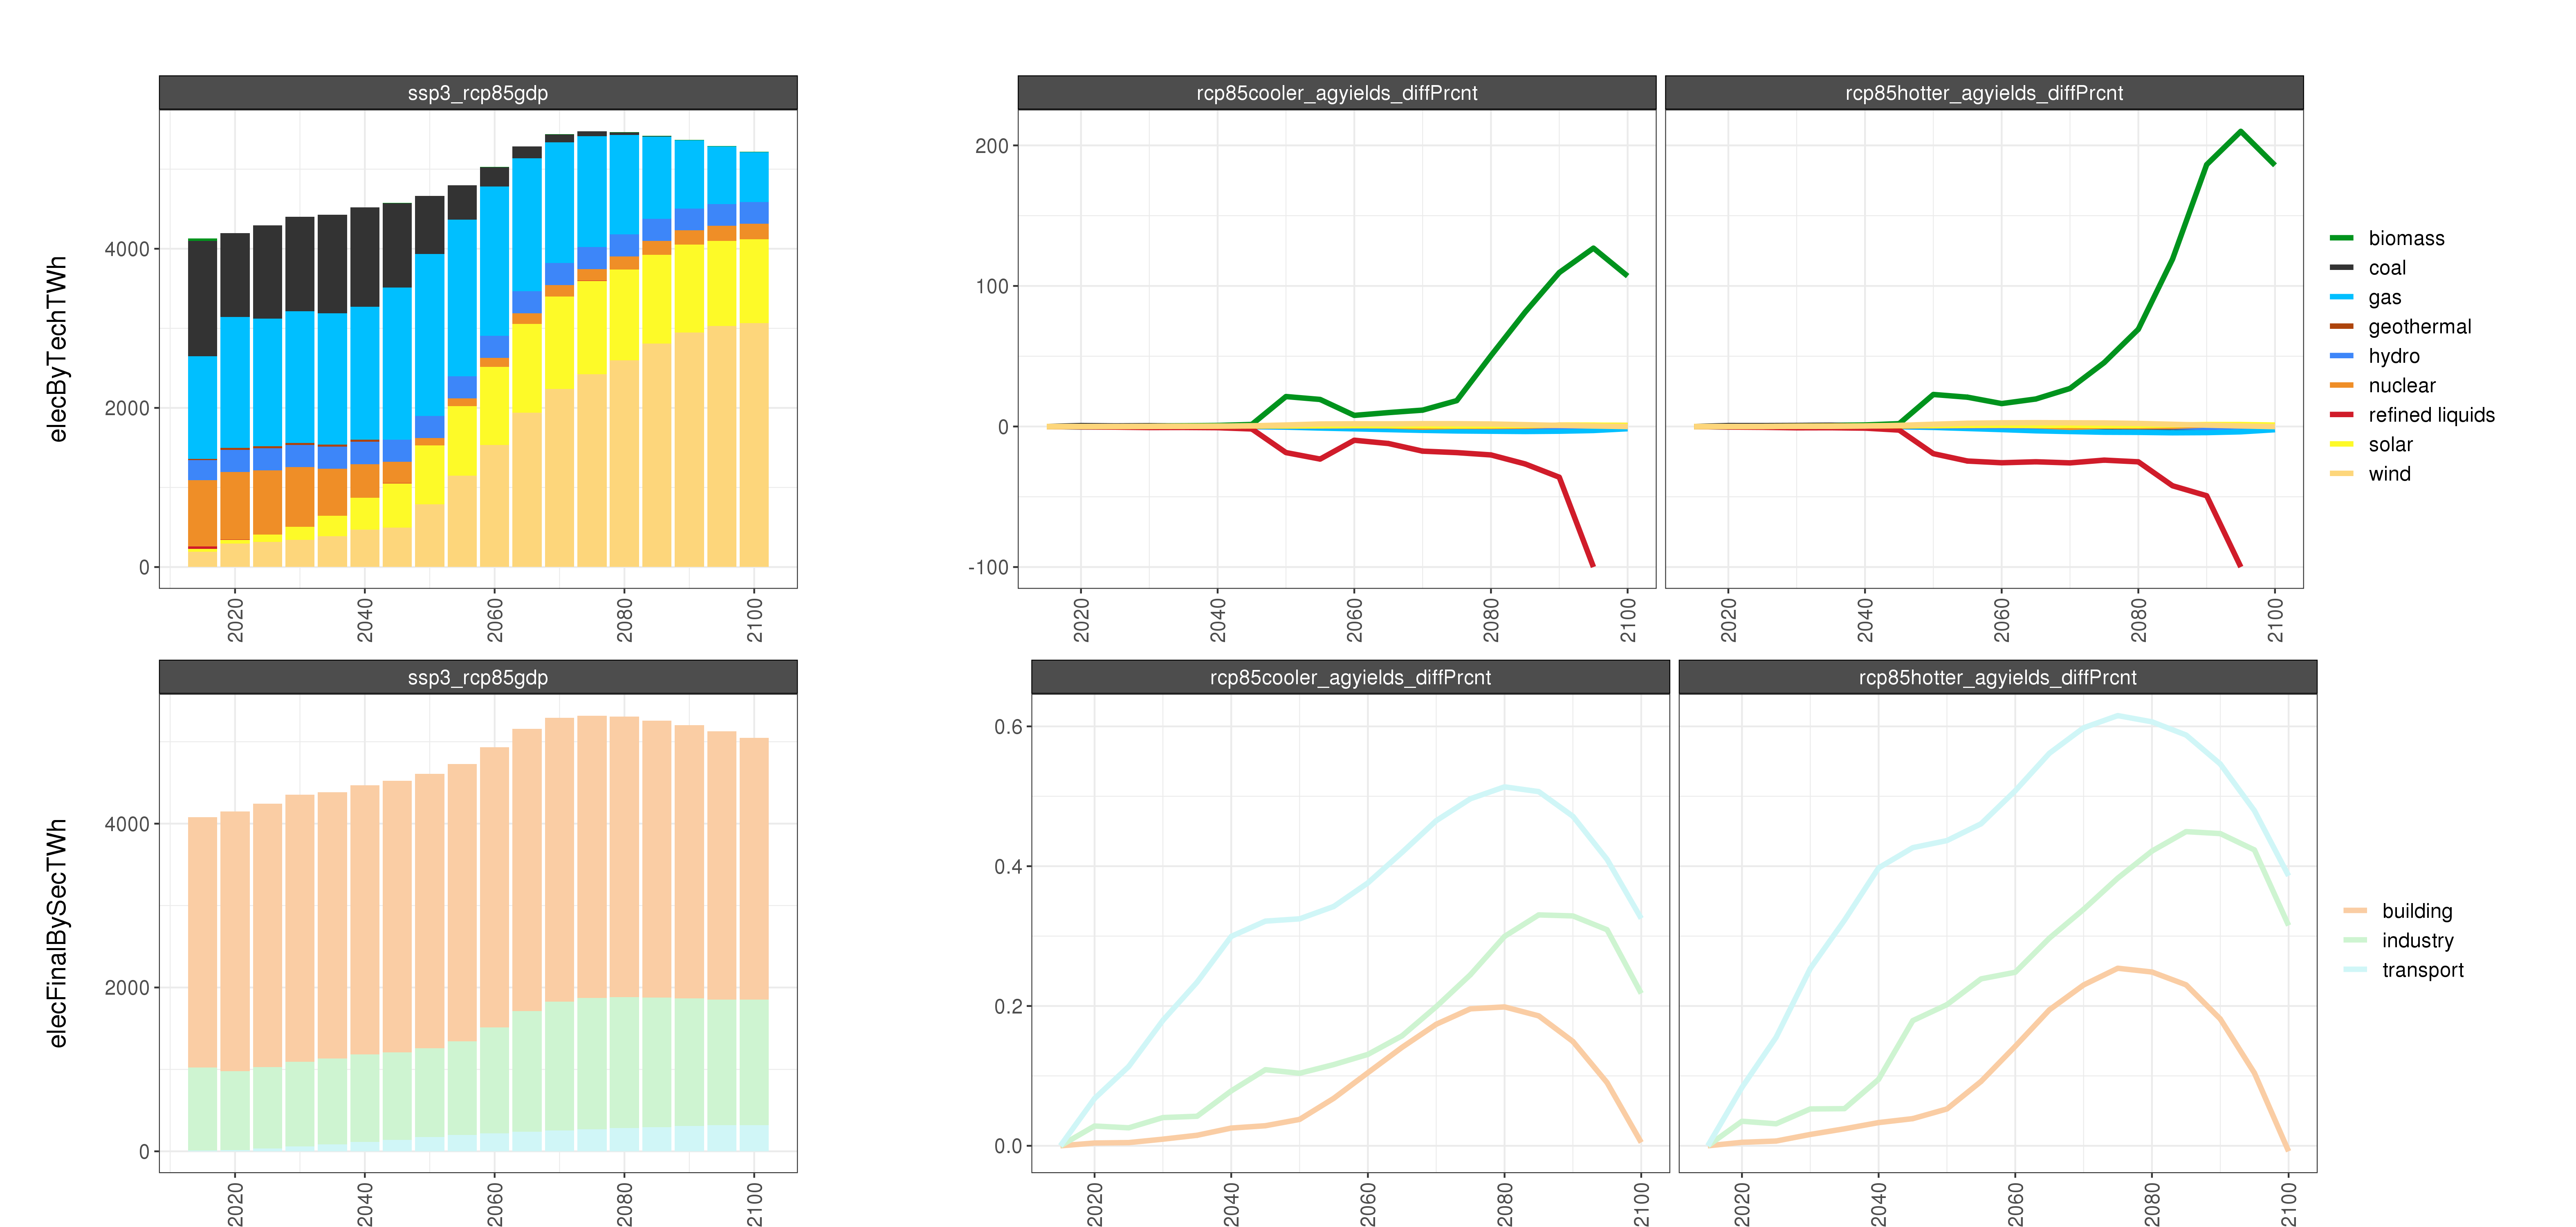 ssp3_rcp85gdp
rcp85cooler_agyields_diffPrcnt
rcp85hotter_agyields_diffPrcnt
elecByTechTWh
4000
2000
0
2020
2040
2060
2080
2100
200
100
0
-100
2020
2040
2060
2080
2100
2020
2040
2060
2080
2100
biomass
coal
gas
geothermal
hydro
nuclear
refined liquids
solar
wind
ssp3_rcp85gdp
rcp85cooler_agyields_diffPrcnt
rcp85hotter_agyields_diffPrcnt
elecFinalBySecTWh
4000
2000
0
2020
2040
2060
2080
2100
0.6
0.4
0.2
0.0
2020
2040
2060
2080
2100
2020
2040
2060
2080
2100
building
industry
transport